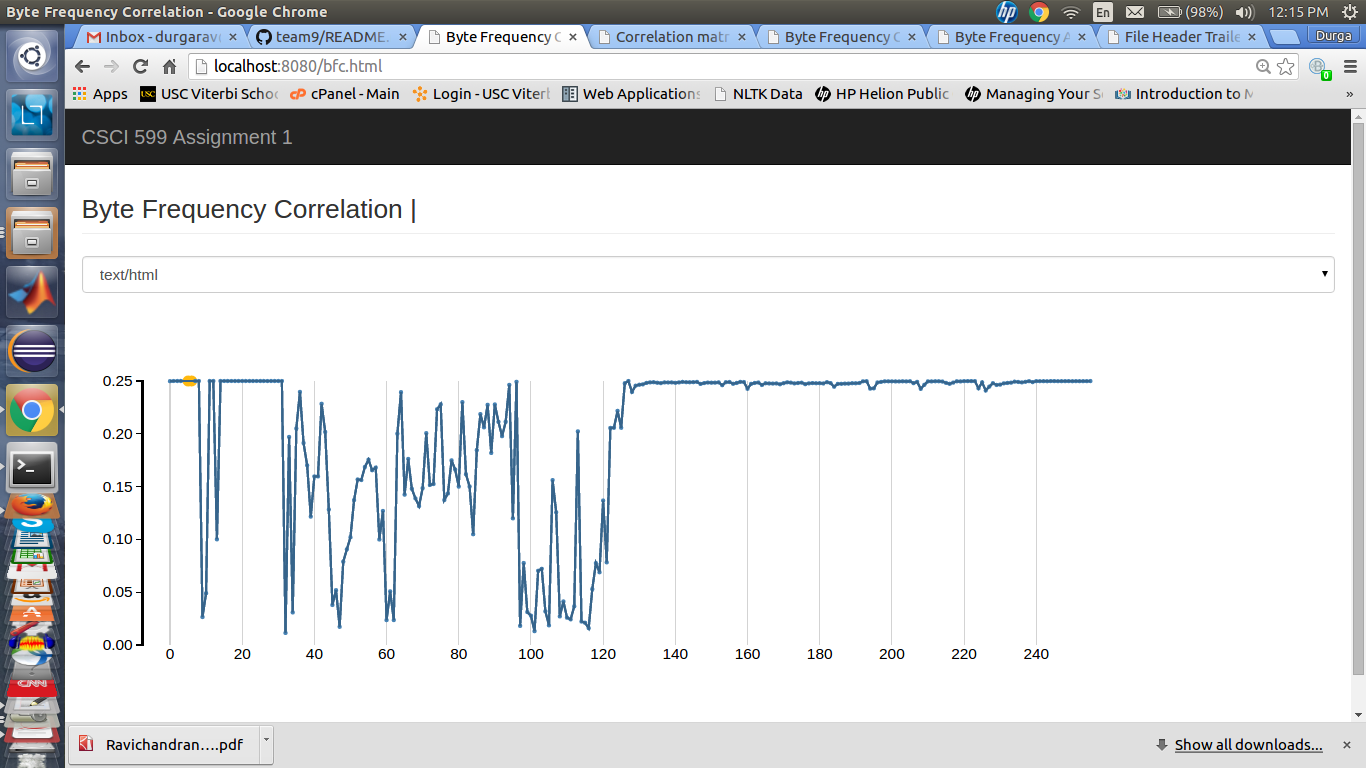 Byte Frequency Correlation - Google Chrome
En
(98%)
12:15 PM
Inbox - durgarav
team9/README.
Byte Frequency C
Correlation matr
Byte Frequency C
Byte Frequency A
File Header Traile
Durga
localhost:8080/bfc.html
0
Apps
USC Viterbi Schoo
cPanel - Main
Login - USC Viterb
Web Applications
NLTK Data
HP Helion Public
Managing Your S
Introduction to M
»
CSCI 599 Assignment 1
Byte Frequency Correlation |
text/html
0.25
0.20
0.15
0.10
0.05
0.00
0 20 40 60 80 100 120 140 160 180 200 220 240
Ravichandran....pdf
Show all downloads...